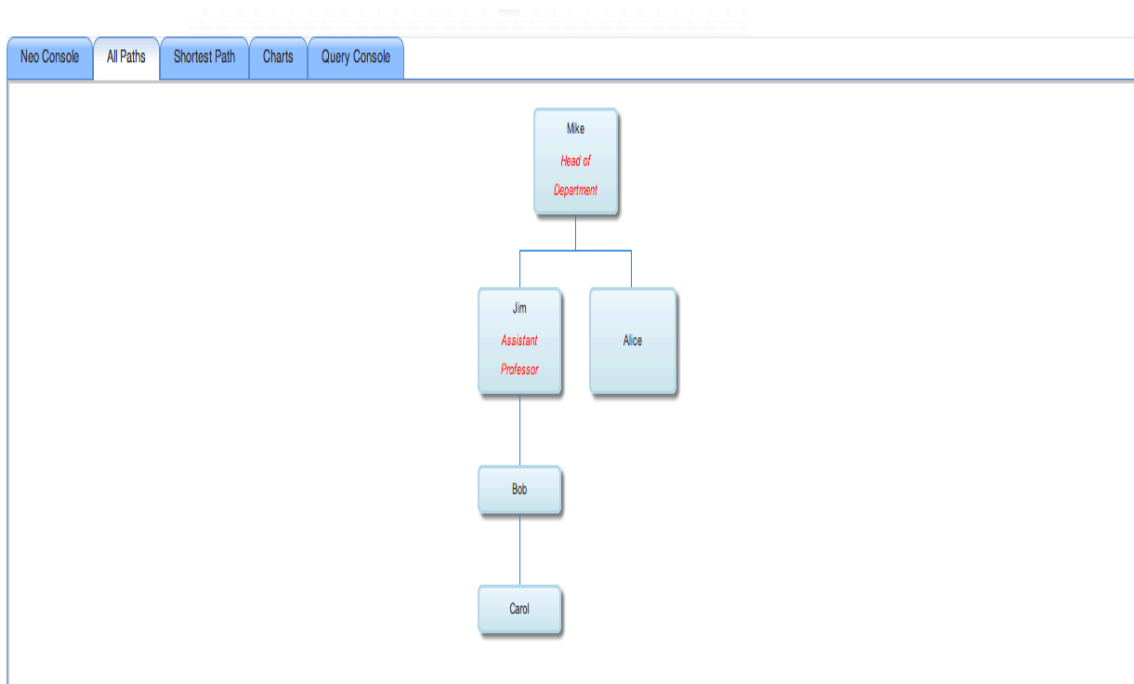 Neo Console All Paths Shortest Path Charts Query Console
Mike
Head of
Department
Jim
Assistant
Professor
Alice
Bob
Carol